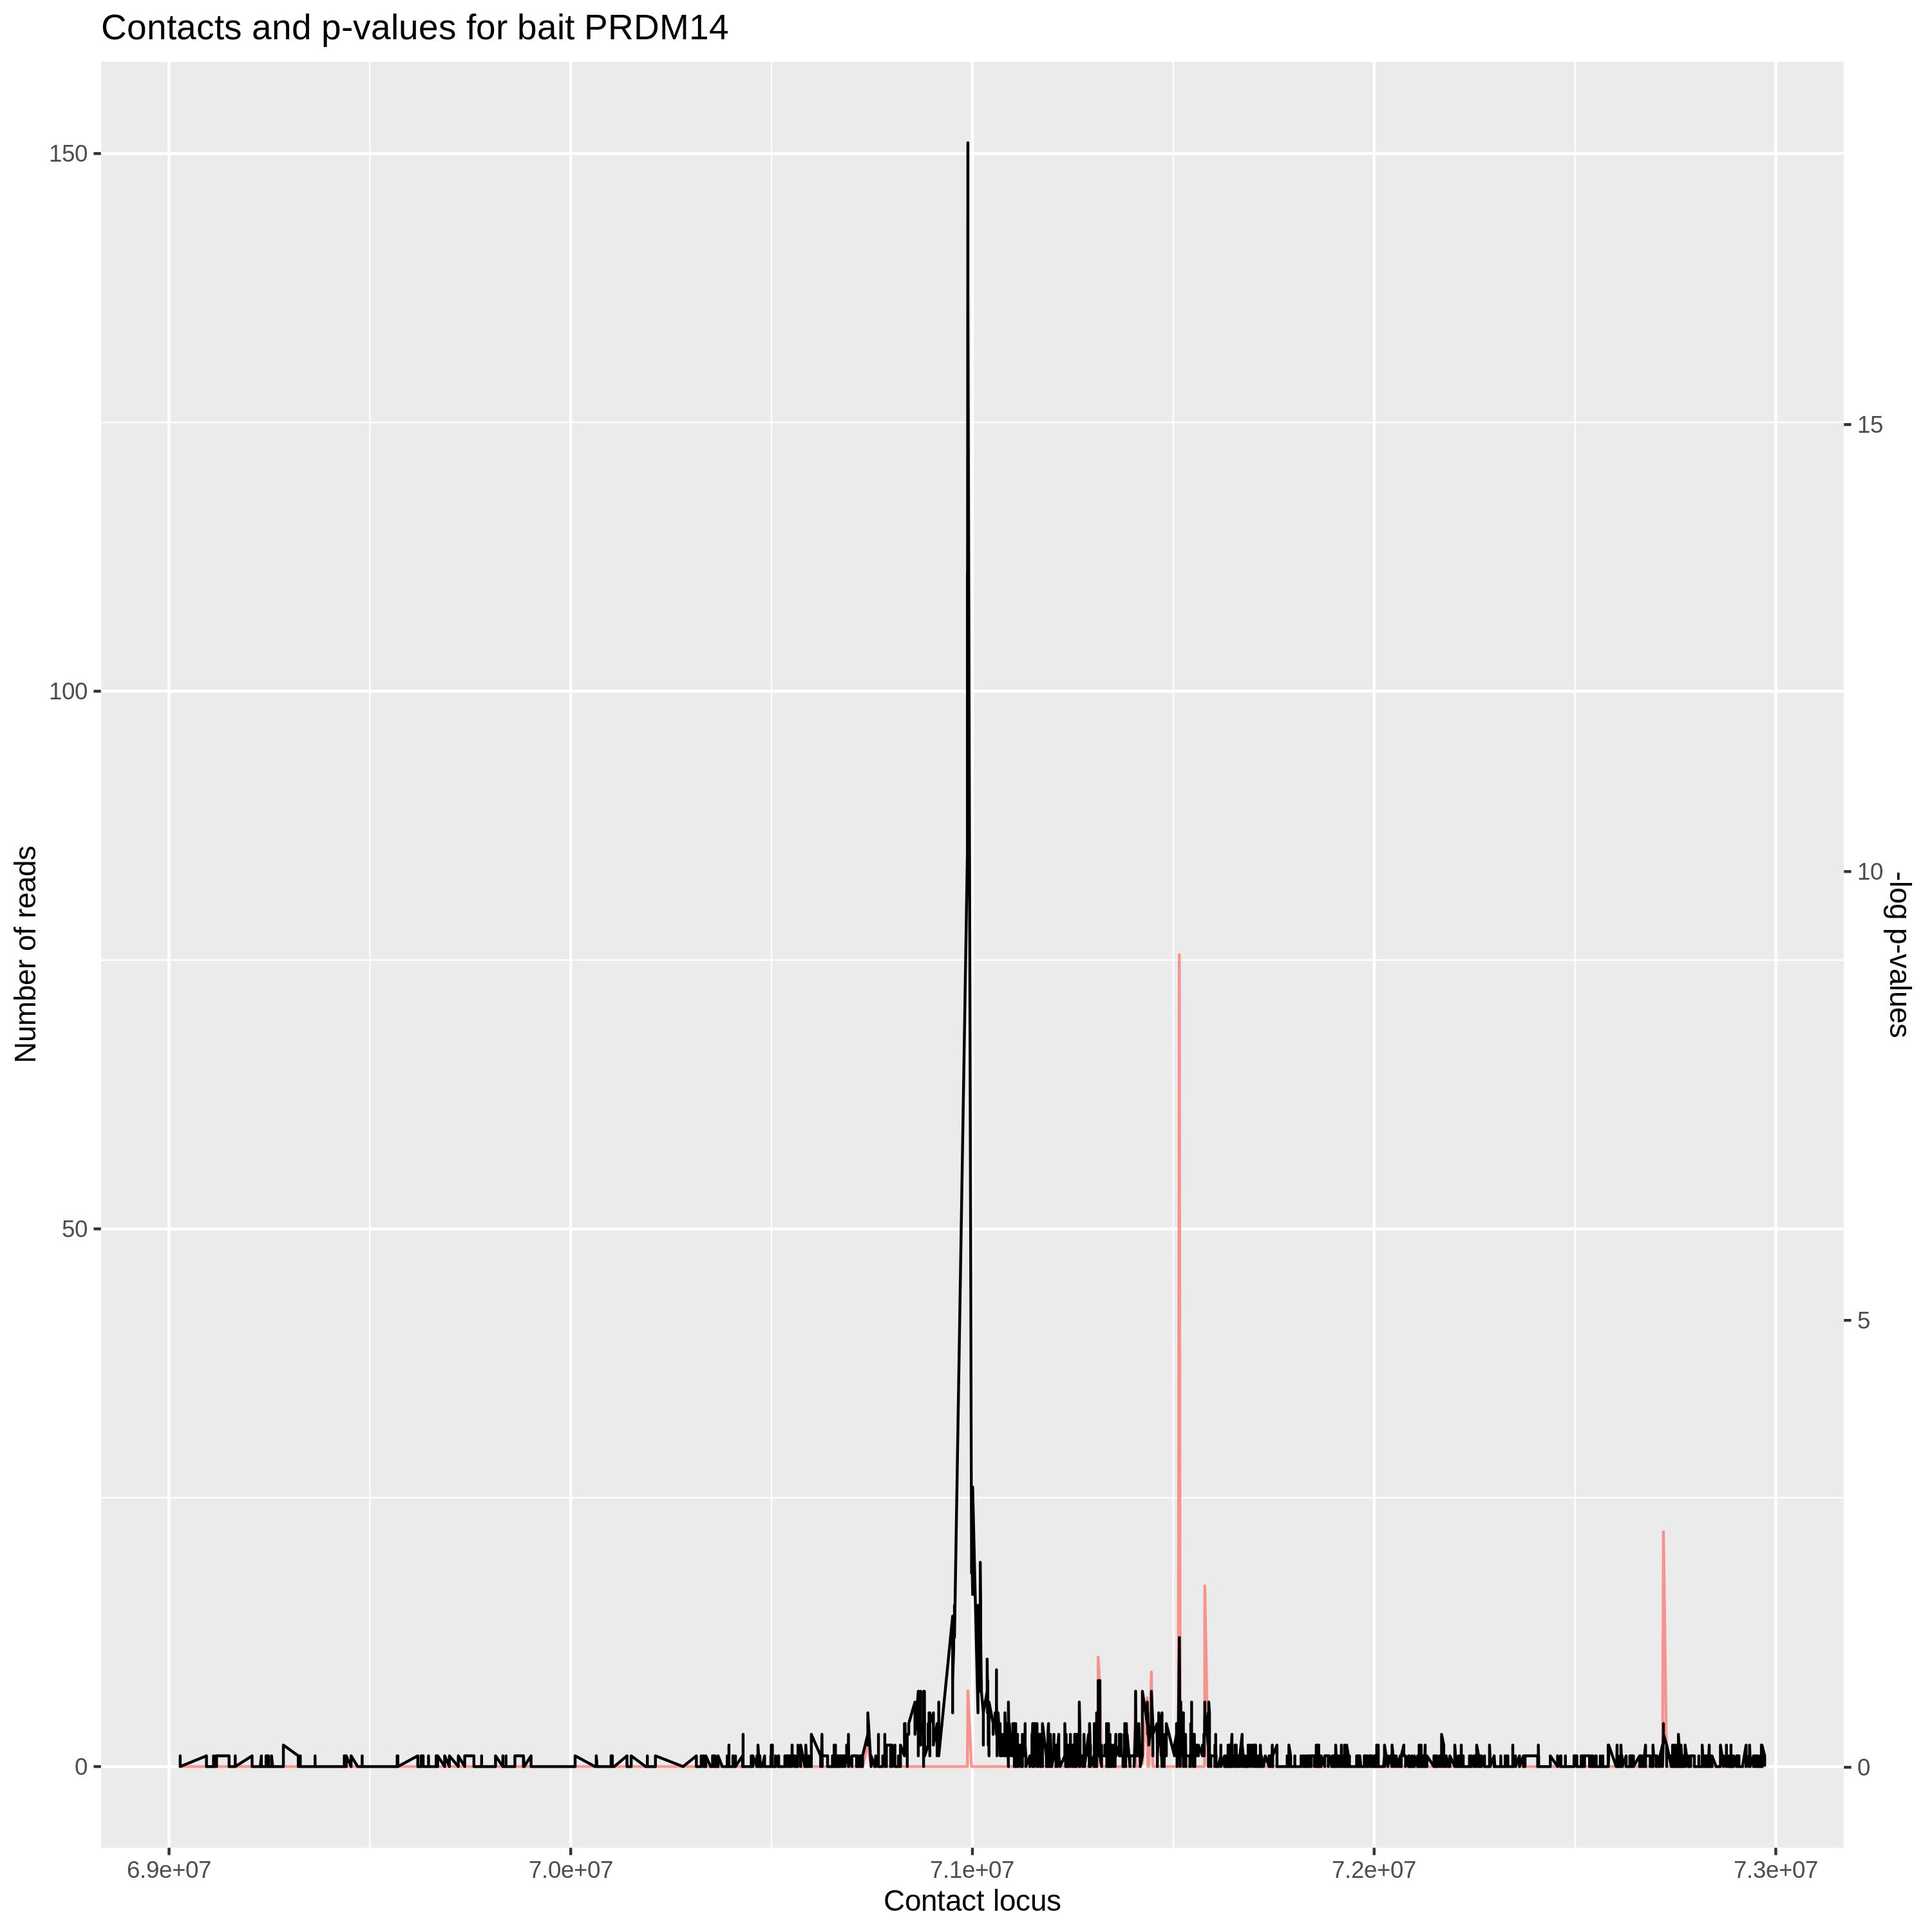 Contacts and p-values for bait PRDM14
150
100
50
0
Number of reads
15
10
5
0
-log p-values
6.9e+07
7.0e+07
7.1e+07
7.2e+07
7.3e+07
Contact locus